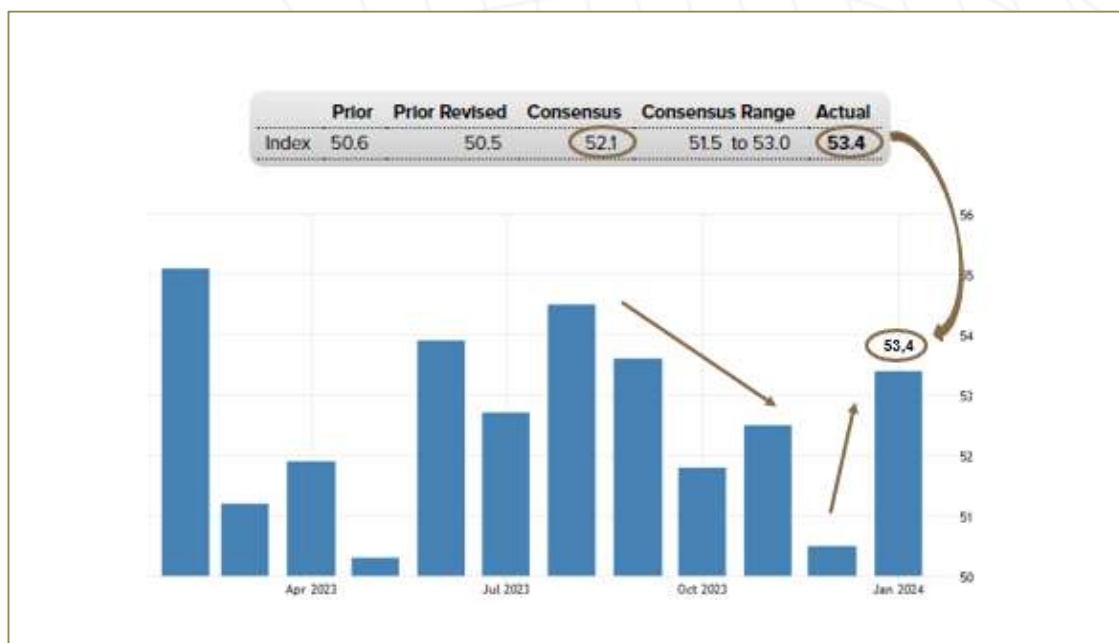 Prior Prior Revised Consensus Consensus Range Actual
Index 50.6 50.5 52.1 51.5 to 53.0 53.4
56
55
54
53,4
53
52
51
50
Apr 2023 Jul 2023 Oct 2023 Jan 2024